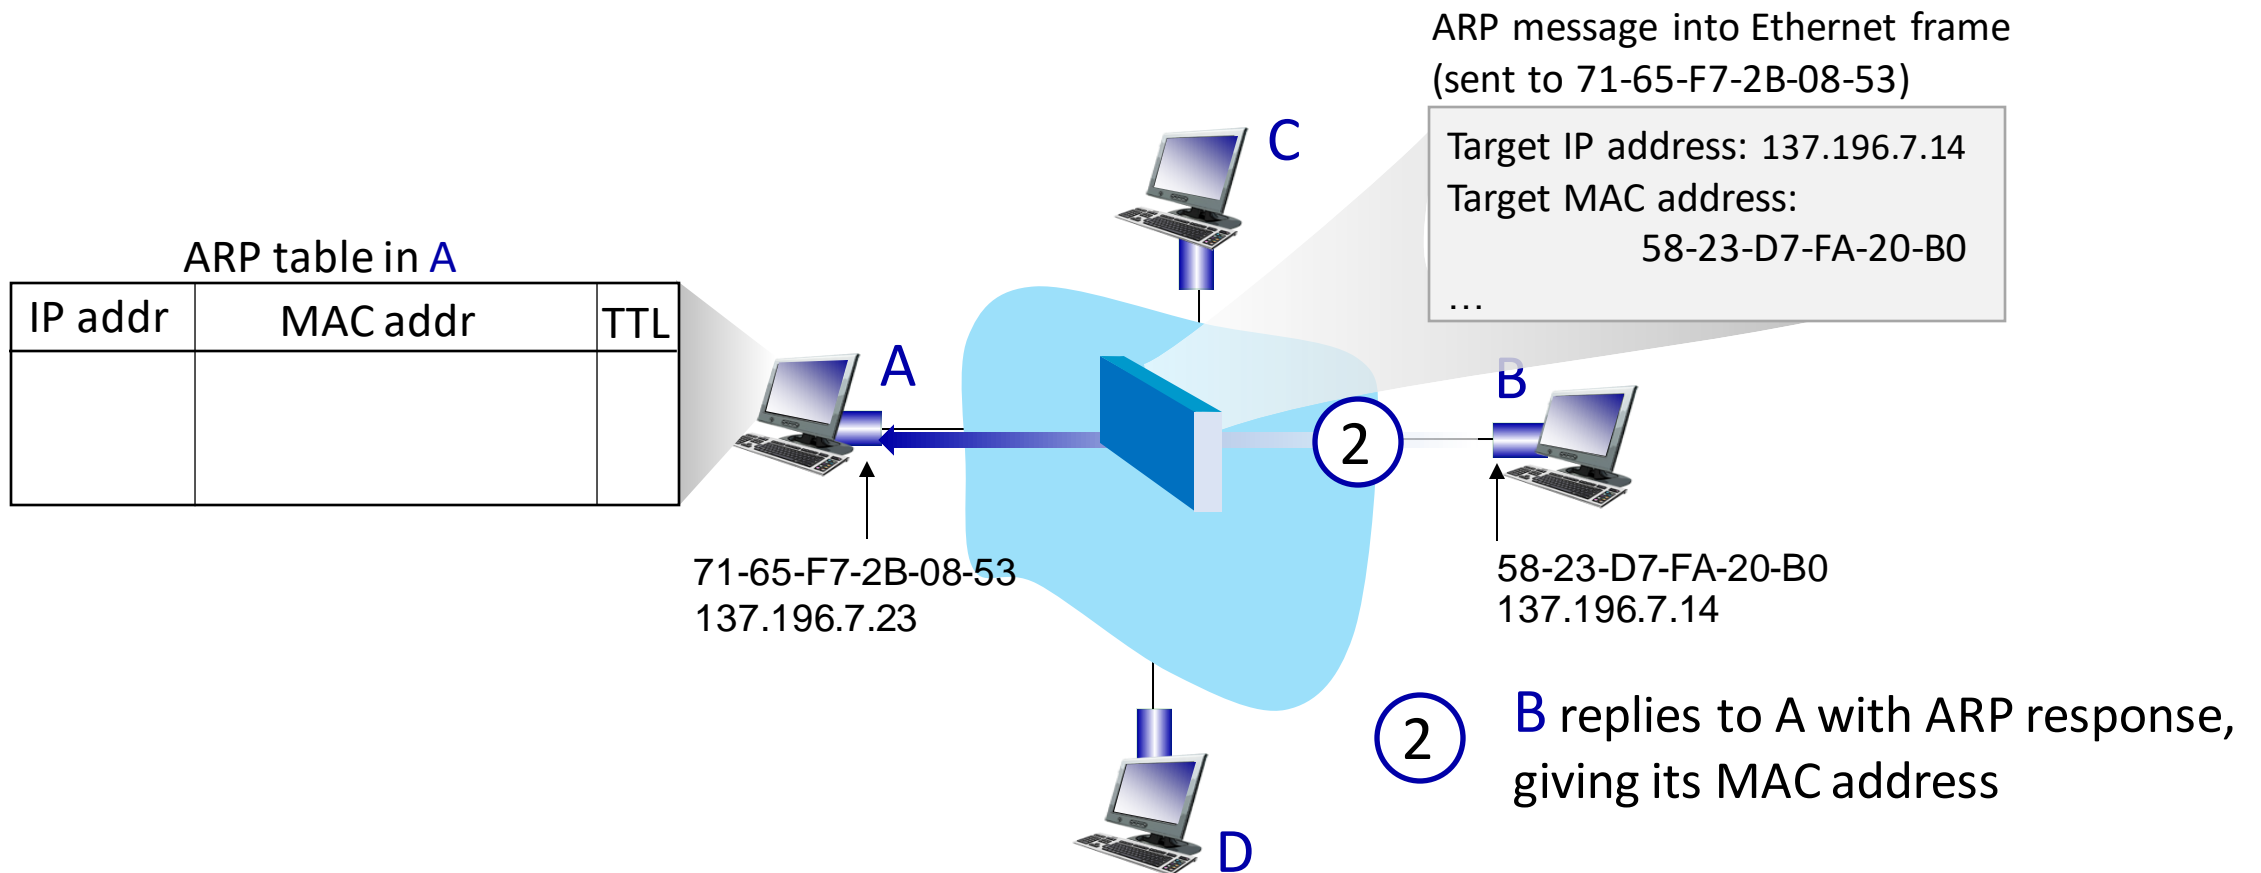 ARP message into Ethernet frame
(sent to 71-65-F7-2B-08-53)
Target IP address: 137.196.7.14
Target MAC address:
58-23-D7-FA-20-B0
…
C
ARP table in A
IP addr MAC addr TTL
A
B
2
71-65-F7-2B-08-53
137.196.7.23
58-23-D7-FA-20-B0
137.196.7.14
2
B replies to A with ARP response,
giving its MAC address
D